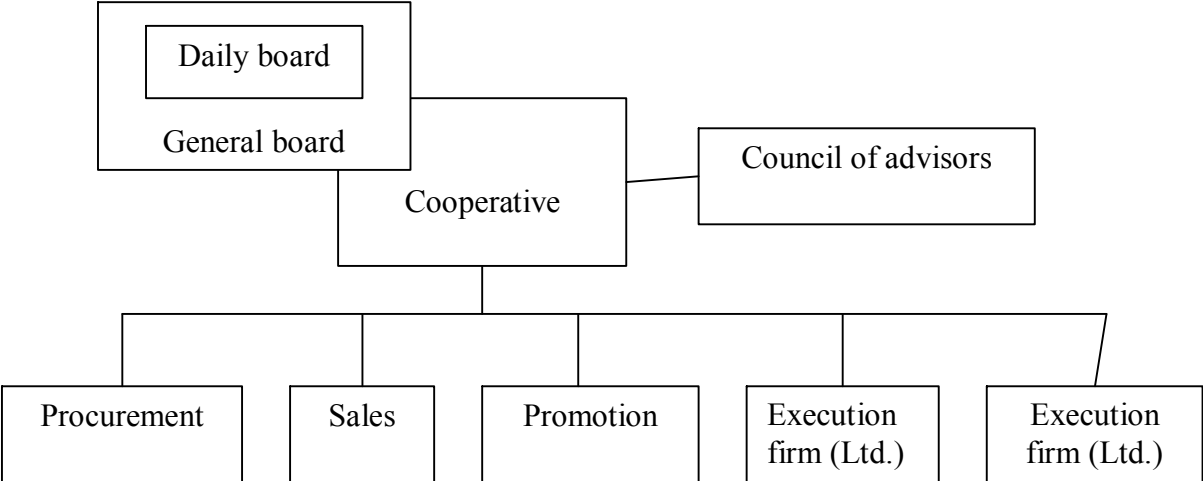 Daily board
General board
Council of advisors
Cooperative
Procurement
Sales
Promotion
Execution
firm (Ltd.)
Execution
firm (Ltd.)